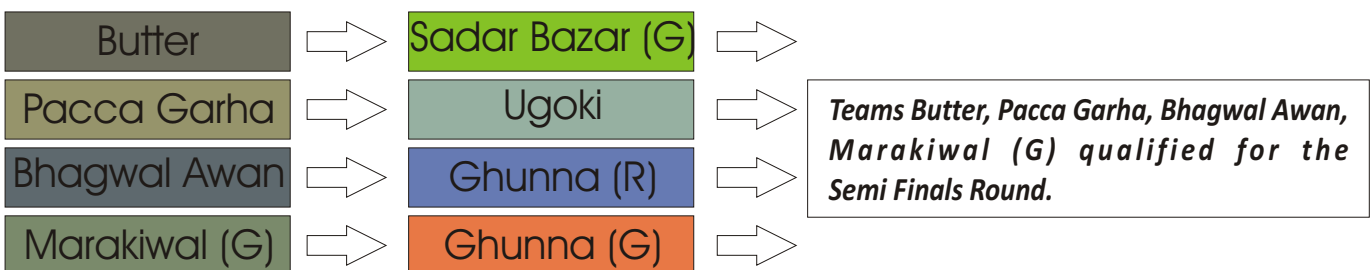 Butter
Sadar Bazar (G)
Pacca Garha
Ugoki
Bhagwal Awan
Ghunna (R)
Marakiwal (G)
Ghunna (G)
Teams Butter, Pacca Garha, Bhagwal Awan,
Marakiwal (G) qualified for the
Semi Finals Round.